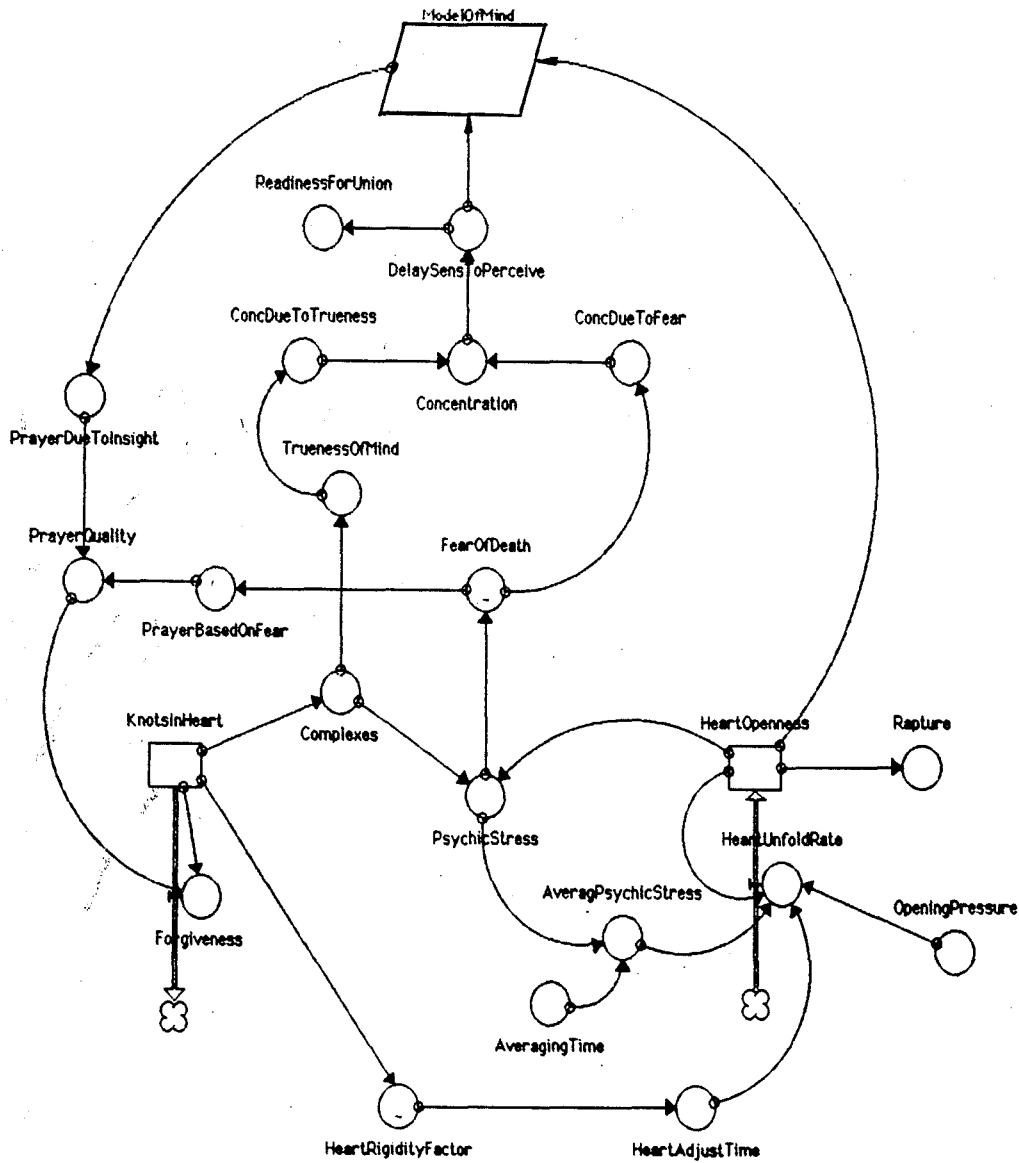 ModelOfMind
ReadinessForUnion
DelaySensToPerceive
ConcDueToTrueness
ConcDueToFear
Concentration
PrayerDueToInsight
TruenessOfMind
PrayerQuality
FearOfDeath
PrayerBasedOnFear
KnotsInHeart
Complexes
HeartOpenness
Rapture
PsychicStress
HeartUnfoldRate
AveragPsychicStress
OpeningPressure
Forgiveness
AveragingTime
HeartRigidityFactor
HeartAdjustTime